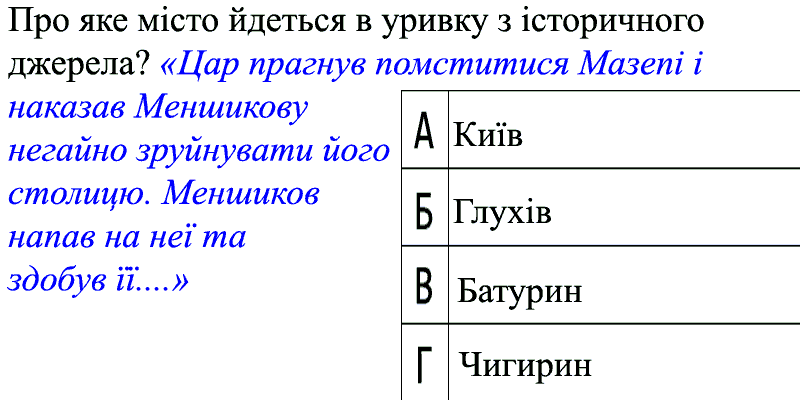 Про яке місто йдеться в уривку з історичного
джерела? «Цар прагнув помститися Мазепі і
наказав Меншикову
негайно зруйнувати його
столицю. Меншиков
напав на неї та
здобув її....»
А Київ
Б Глухів
В Батурин
Г Чигирин